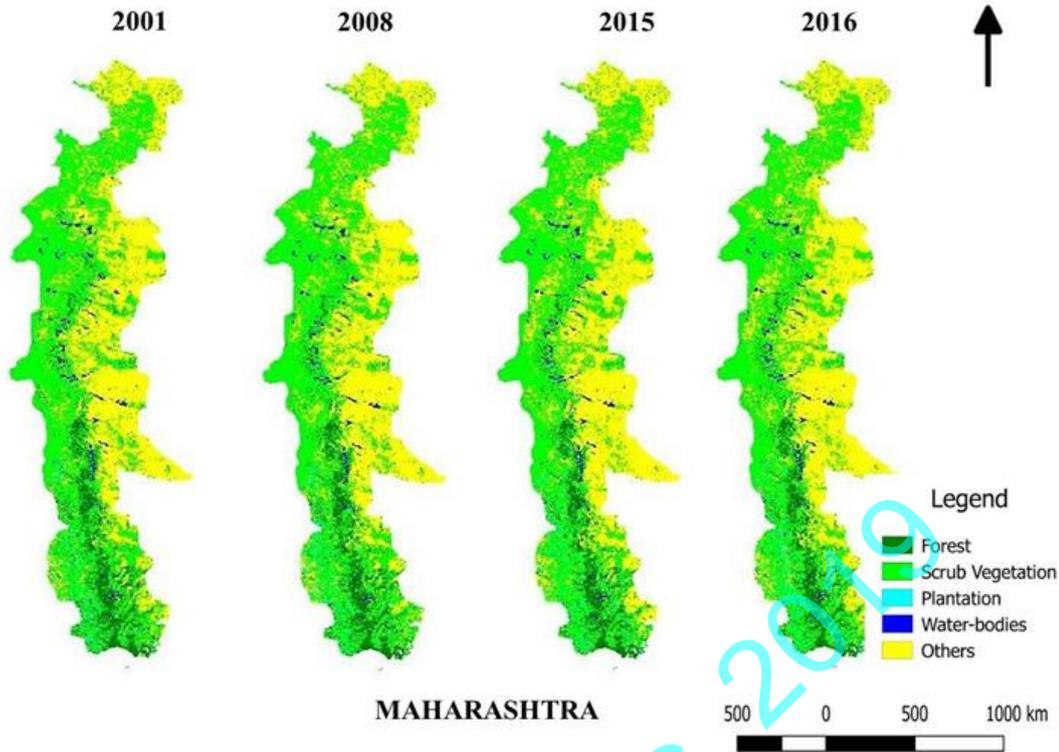 2001 2008 2015 2016
Legend
Forest
Scrub Vegetation
Plantation
Water-bodies
Others
MAHARASHTRA
500 0 500 1000 km
2019